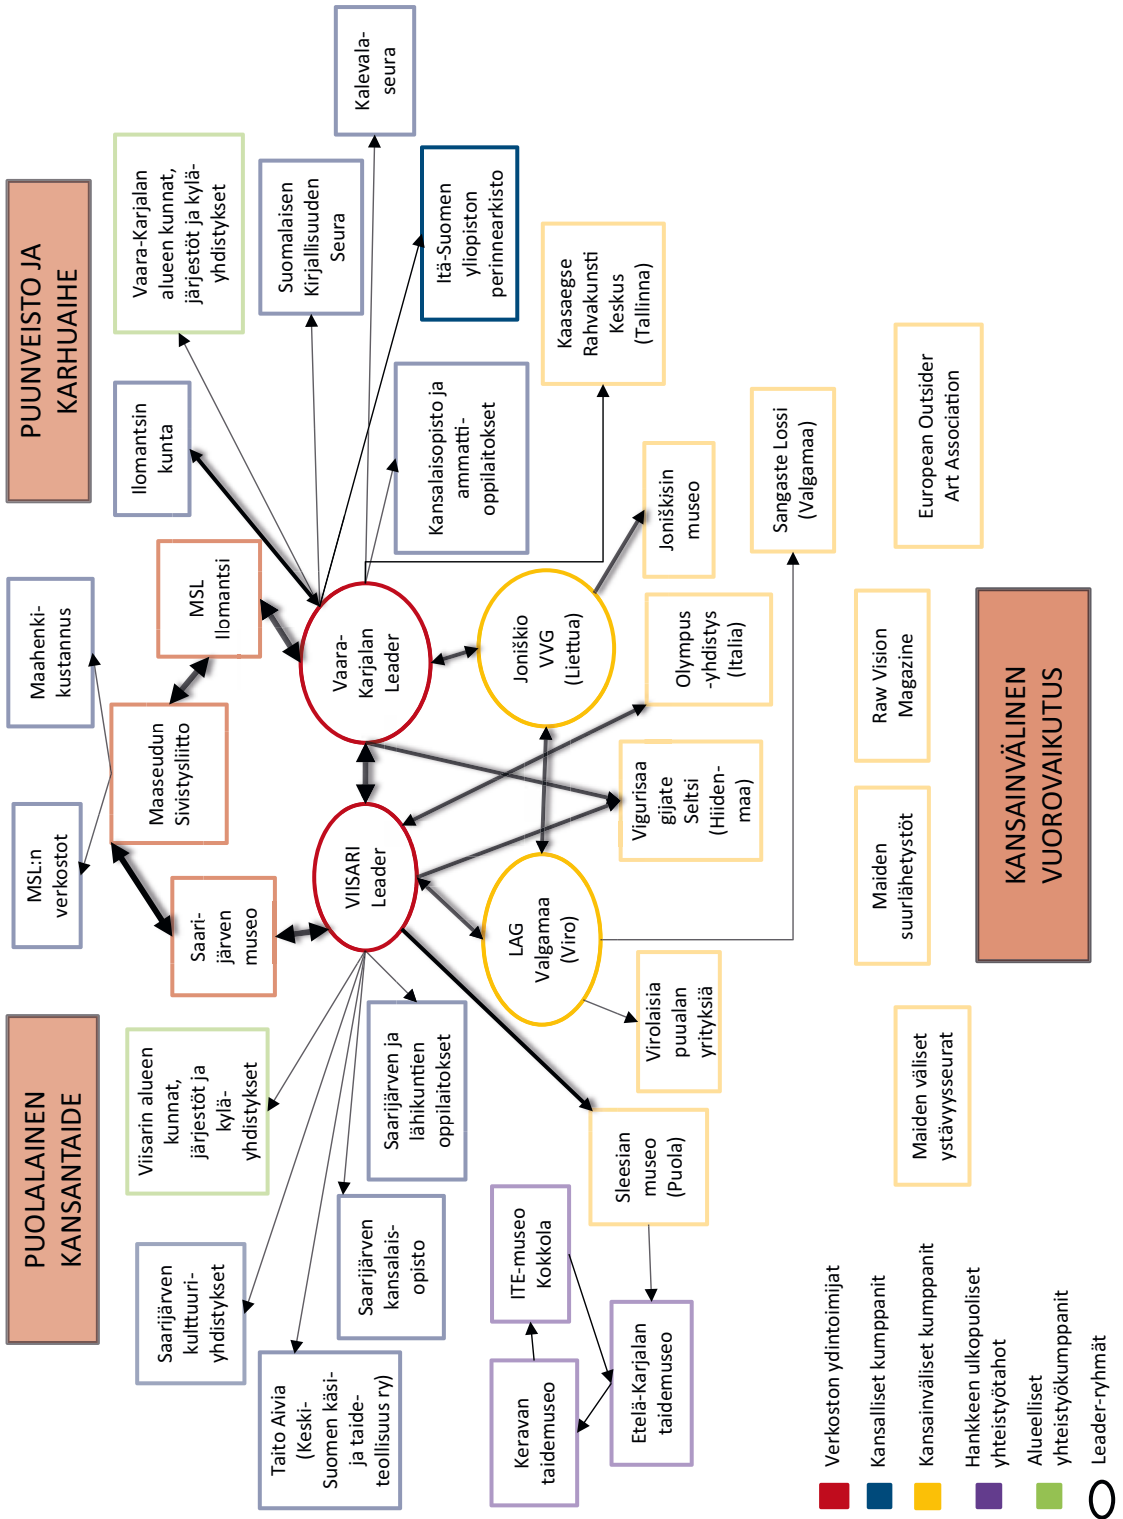 PUOLALAINEN
KANSANTAIDE
PUUNVEISTO JA
KARHUAIHE
MSL:n
verkostot
Maahenki-
kustannus
Maaseudun
Sivistysliitto
Saari-
järven
museo
MSL
Ilomantsi
Ilomantsin
kunta
Vaara-Karjalan
alueen kunnat,
järjestöt ja kylä-
yhdistykset
Suomalaisen
Kirjallisuuden
Seura
Kalevala-
seura
Itä-Suomen
yliopiston
perinnearkisto
Kansalaisopisto ja
ammatti-
oppilaitokset
Kaasaegse
Rahvakunsti
Keskus
(Tallinna)
Viisarin alueen
kunnat,
järjestöt ja
kylä-
yhdistykset
Saarijärven
kulttuuri-
yhdistykset
Taito Aivia
(Keski-
Suomen käsi-
ja taide-
teollisuus ry)
Saarijärven
kansalais-
opisto
Saarijärven ja
lähikuntien
oppilaitokset
VIISARI
Leader
Vaara-
Karjalan
Leader
LAG
Valgamaa
(Viro)
Joniškio
VVG
(Liettua)
Joniškisin
museo
Olympus
-yhdistys
(Italia)
Vigurisaa
gijate
Seltsi
(Hiiden-
maa)
Virolaisia
puualan
yrityksiä
Sangaste Lossi
(Valgamaa)
Sleesian
museo
(Puola)
ITE-museo
Kokkola
Keravan
taidemuseo
Etelä-Karjalan
taidemuseo
Maiden väliset
ystävyysseurat
Maiden
suurlähetystöt
Raw Vision
Magazine
European Outsider
Art Association
KANSAINVÄLINEN
VUOROVAIKUTUS
Verkoston ydintoimijat
Kansalliset kumppanit
Kansainväliset kumppanit
Hankkeen ulkopuoliset
yhteistyötahot
Alueelliset
yhteistyökumppanit
Leader-ryhmät